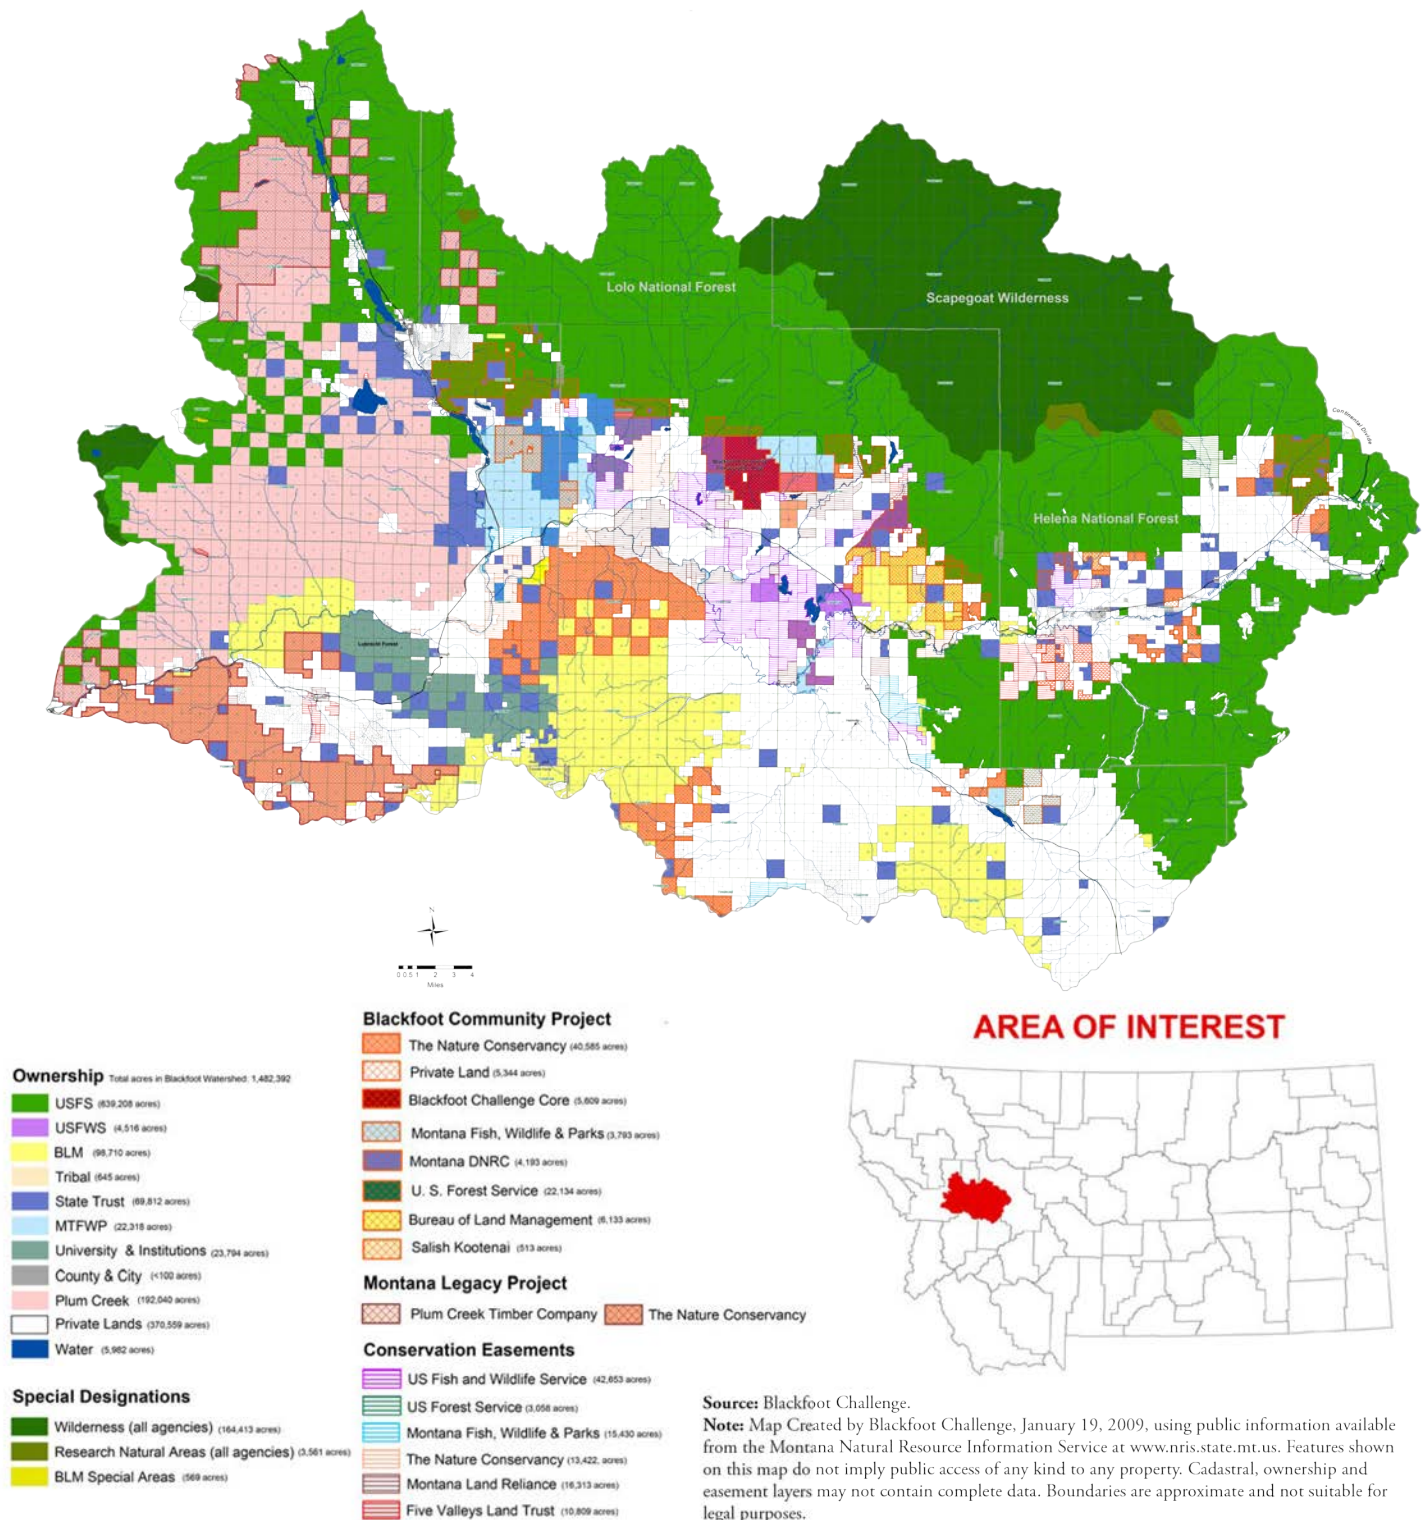 Lolo National Forest
Scapegoat Wilderness
Continental Divide
Helena National Forest
Lubrecht Forest
N
0 0.5 1 2 3 4
Miles
Ownership Total acres in Blackfoot Watershed: 1,482,392
USFS (639,208 acres)
USFWS (4,516 acres)
BLM (98,710 acres)
Tribal (645 acres)
State Trust (69,812 acres)
MTFWP (22,318 acres)
University & Institutions (23,794 acres)
County & City (<100 acres)
Plum Creek (192,040 acres)
Private Lands (370,559 acres)
Water (5,982 acres)
Special Designations
Wilderness (all agencies) (164,413 acres)
Research Natural Areas (all agencies) (3,561 acres)
BLM Special Areas (569 acres)
Blackfoot Community Project
The Nature Conservancy (40,585 acres)
Private Land (5,344 acres)
Blackfoot Challenge Core (5,609 acres)
Montana Fish, Wildlife & Parks (3,793 acres)
Montana DNRC (4,193 acres)
U. S. Forest Service (22,134 acres)
Bureau of Land Management (6,133 acres)
Salish Kootenai (513 acres)
Montana Legacy Project
Plum Creek Timber Company The Nature Conservancy
Conservation Easements
US Fish and Wildlife Service (42,653 acres)
US Forest Service (3,058 acres)
Montana Fish, Wildlife & Parks (15,430 acres)
The Nature Conservancy (13,422, acres)
Montana Land Reliance (16,313 acres)
Five Valleys Land Trust (10,809 acres)
AREA OF INTEREST
Source: Blackfoot Challenge.
Note: Map Created by Blackfoot Challenge, January 19, 2009, using public information available
from the Montana Natural Resource Information Service at www.nris.state.mt.us. Features shown
on this map do not imply public access of any kind to any property. Cadastral, ownership and
easement layers may not contain complete data. Boundaries are approximate and not suitable for
legal purposes.